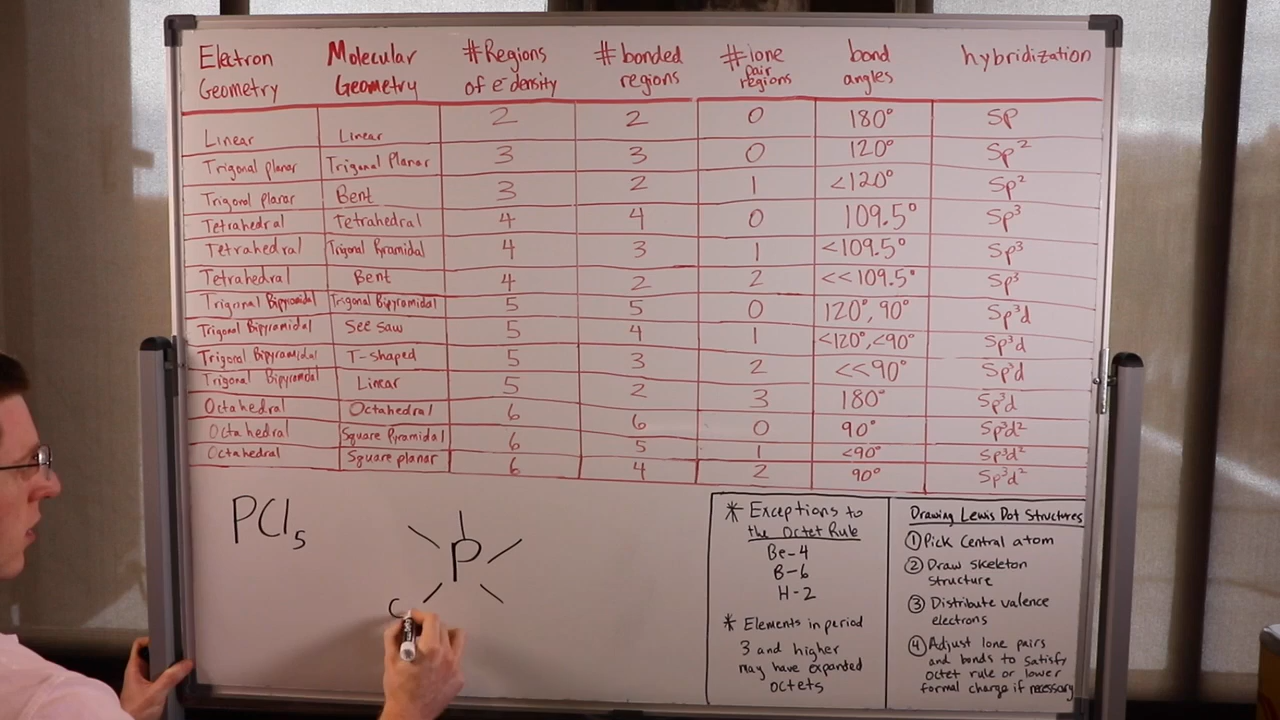 Electron Geometry | Molecular Geometry | #Regions of e⁻density | #bonded regions | #lone pair regions | bond angles | hybridization
Linear | Linear | 2 | 2 | 0 | 180° | Sp
Trigonal planar | Trigonal Planar | 3 | 3 | 0 | 120° | Sp²
Trigonal planar | Bent | 3 | 2 | 1 | <120° | Sp²
Tetrahedral | Tetrahedral | 4 | 4 | 0 | 109.5° | Sp³
Tetrahedral | Trigonal Pyramidal | 4 | 3 | 1 | <109.5° | Sp³
Tetrahedral | Bent | 4 | 2 | 2 | <<109.5° | Sp³
Trigonal Bipyramidal | Trigonal Bipyramidal | 5 | 5 | 0 | 120°, 90° | Sp³d
Trigonal Bipyramidal | See saw | 5 | 4 | 1 | <120°,<90° | Sp³d
Trigonal Bipyramidal | T-shaped | 5 | 3 | 2 | <<90° | Sp³d
Trigonal Bipyramidal | Linear | 5 | 2 | 3 | 180° | Sp³d
Octahedral | Octahedral | 6 | 6 | 0 | 90° | Sp³d²
Octahedral | Square Pyramidal | 6 | 5 | 1 | <90° | Sp³d²
Octahedral | Square planar | 6 | 4 | 2 | 90° | Sp³d²
PCl₅
P
C
* Exceptions to
the Octet Rule
Be-4
B-6
H-2
* Elements in period
3 and higher
may have expanded
octets
Drawing Lewis Dot Structures
① Pick Central atom
② Draw skeleton
structure
③ Distribute valence
electrons
④ Adjust lone pairs
and bonds to satisfy
octet rule or lower
formal charge if necessary